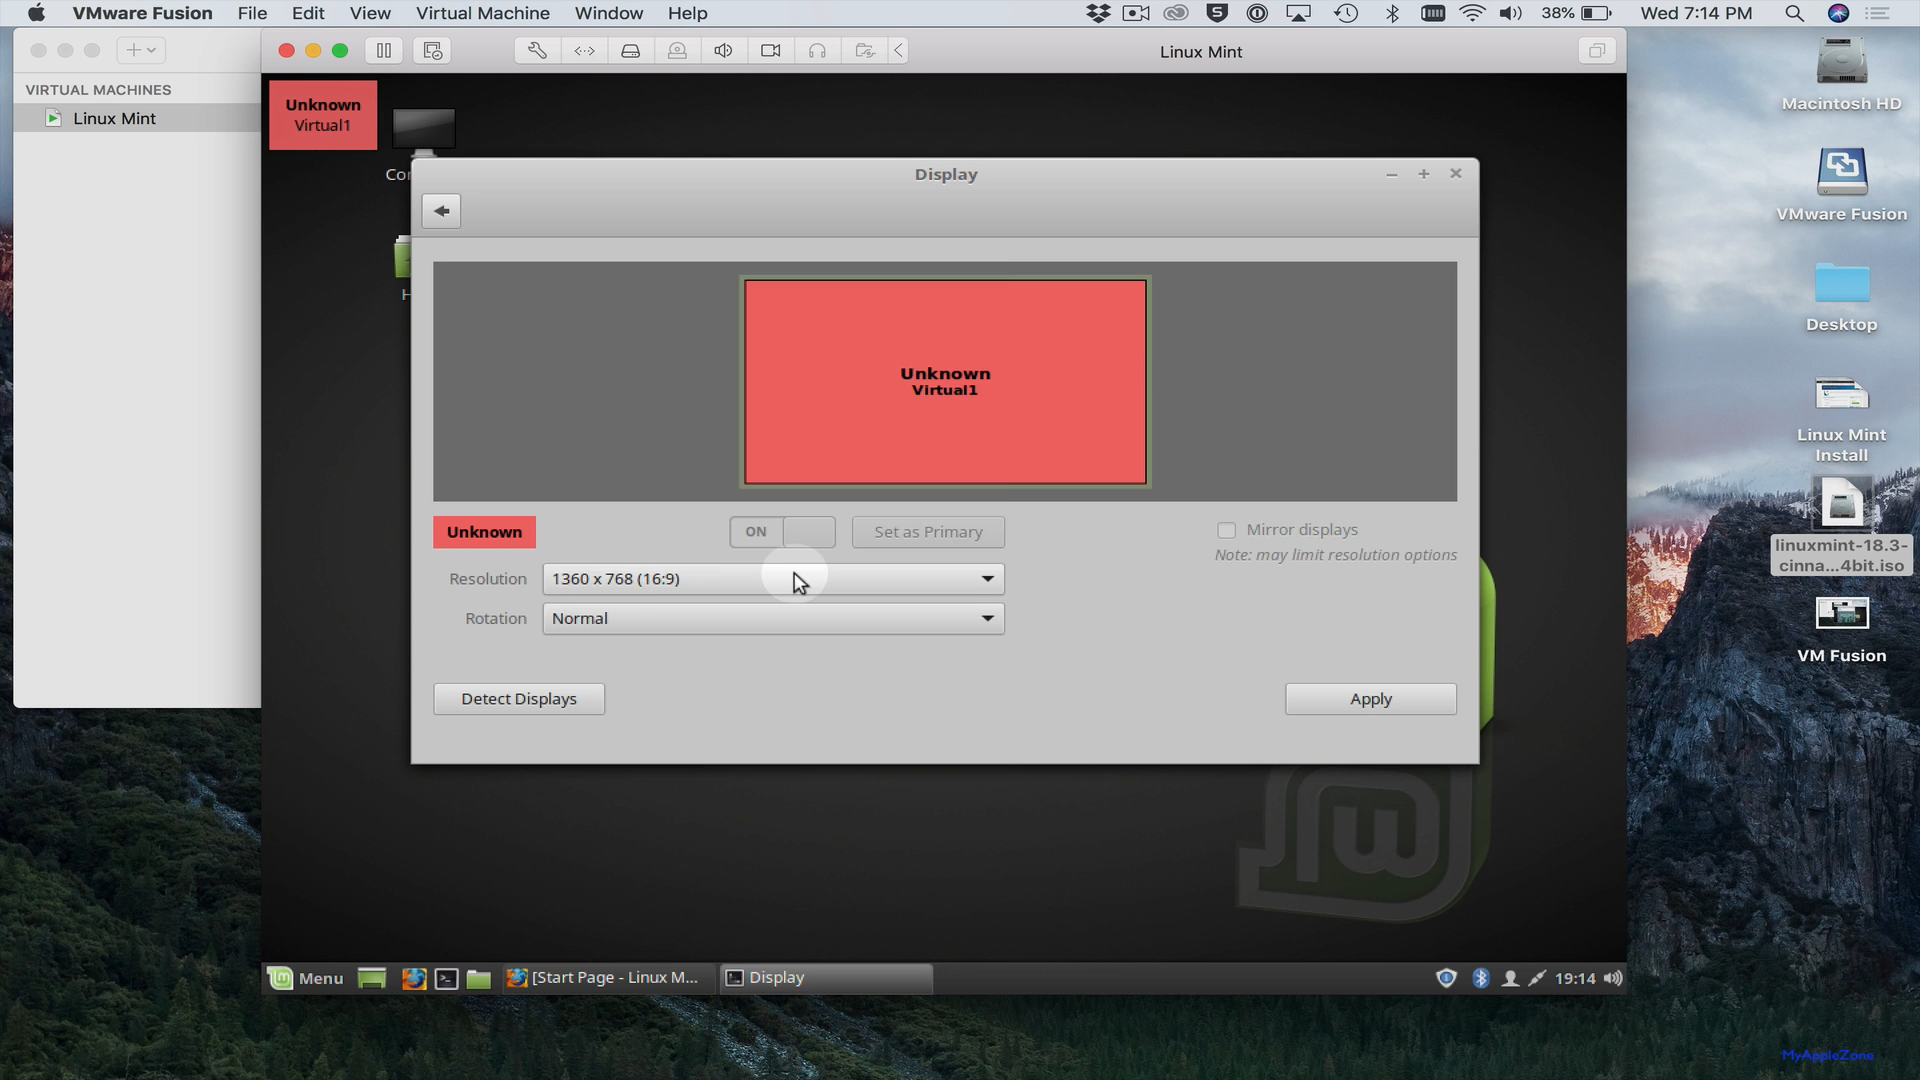 VMware Fusion File Edit View Virtual Machine Window Help 38% Wed 7:14 PM
Linux Mint
VIRTUAL MACHINES
Linux Mint
Unknown
Virtual1
Co
H
Display
Unknown
Virtual1
Unknown
ON
Set as Primary
Mirror displays
Note: may limit resolution options
Resolution
1360 x 768 (16:9)
Rotation
Normal
Detect Displays
Apply
Macintosh HD
VMware Fusion
Desktop
Linux Mint
Install
linuxmint-18.3-
cinna...4bit.iso
VM Fusion
Menu
[Start Page - Linux M...
Display
19:14
MyAppleZone